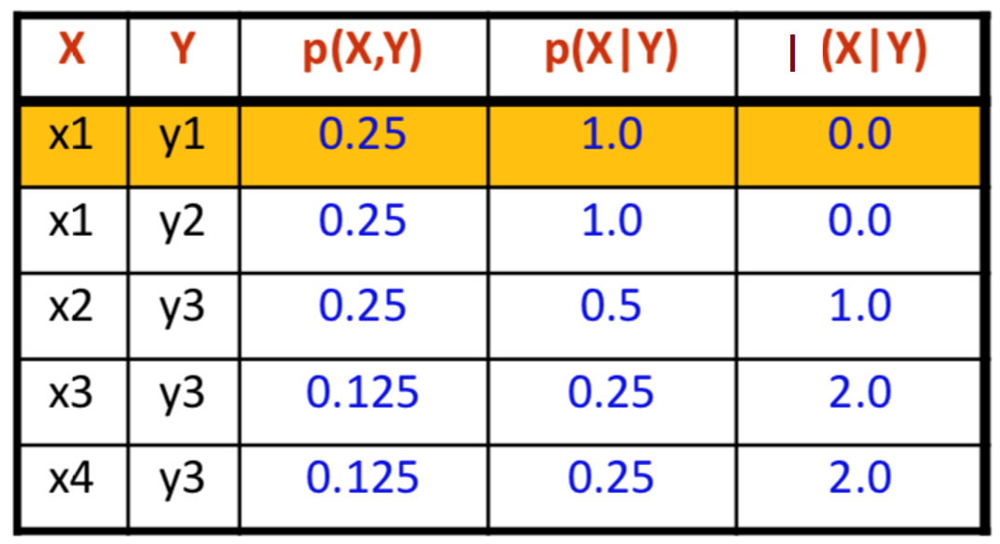 X Y p(X,Y) p(X|Y) I (X|Y)
x1 y1 0.25 1.0 0.0
x1 y2 0.25 1.0 0.0
x2 y3 0.25 0.5 1.0
x3 y3 0.125 0.25 2.0
x4 y3 0.125 0.25 2.0